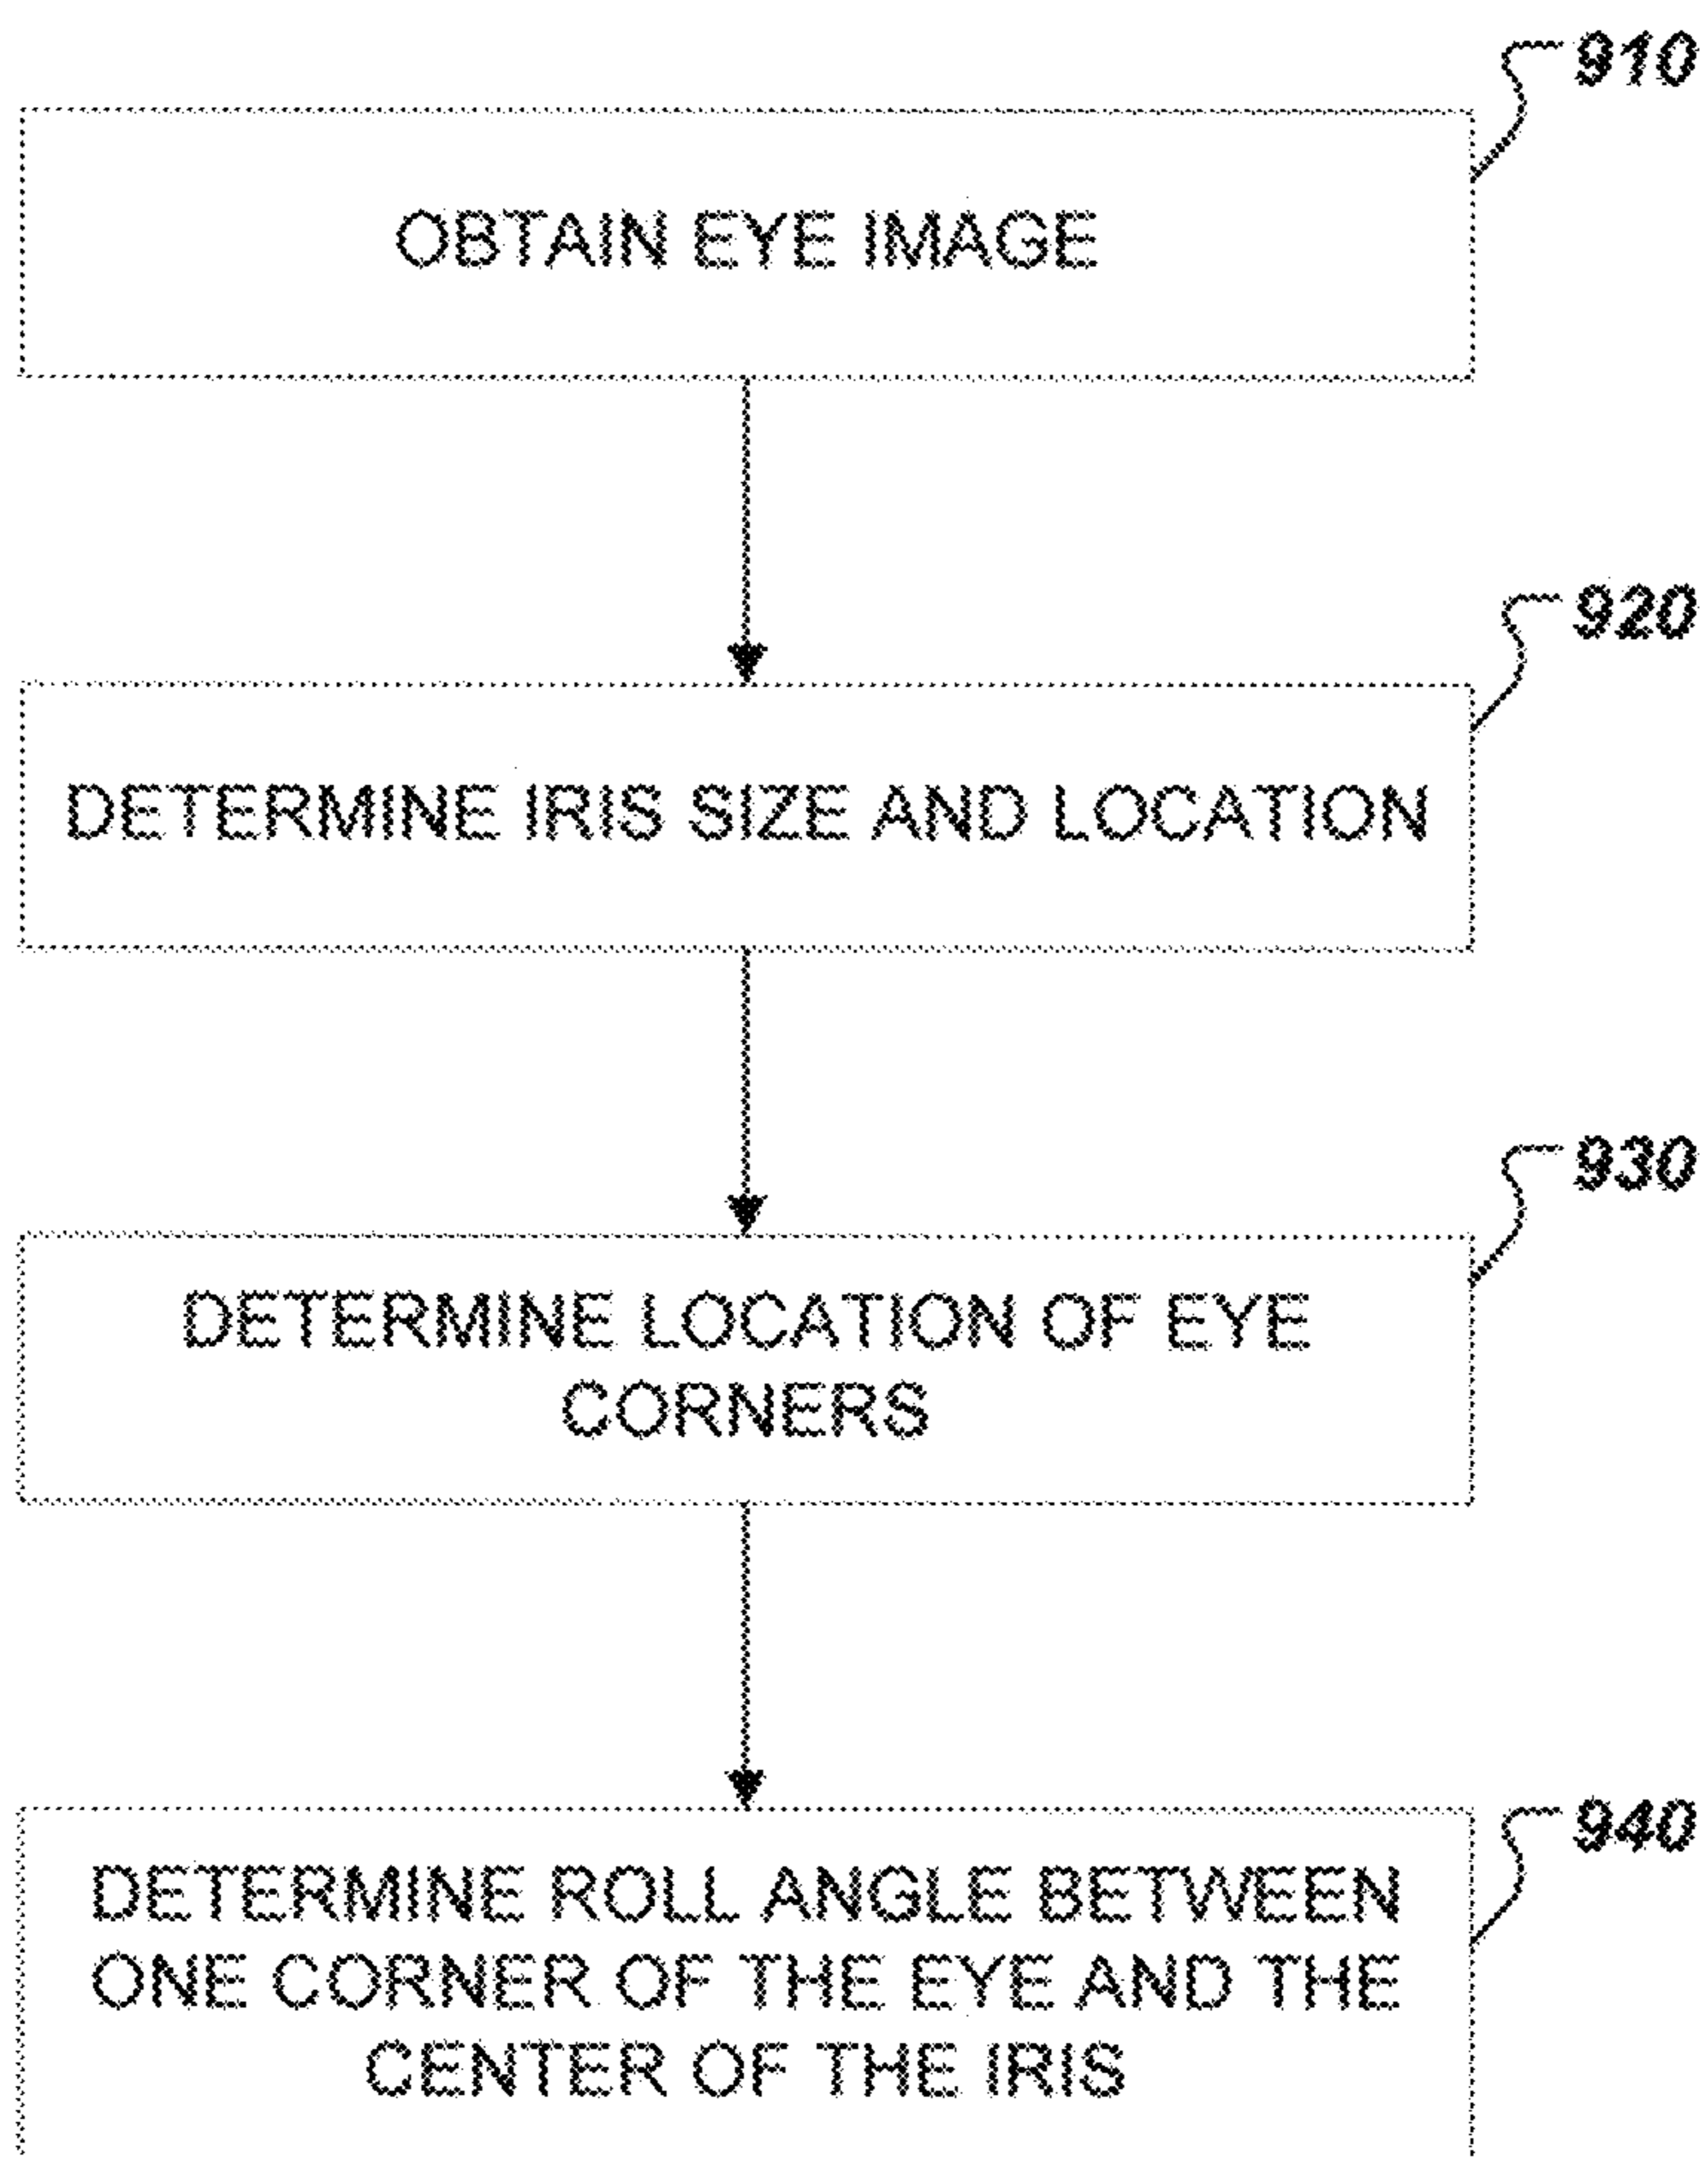 910
OBTAIN EYE IMAGE
920
DETERMINE IRIS SIZE AND LOCATION
930
DETERMINE LOCATION OF EYE
CORNERS
940
DETERMINE ROLL ANGLE BETWEEN
ONE CORNER OF THE EYE AND THE
CENTER OF THE IRIS